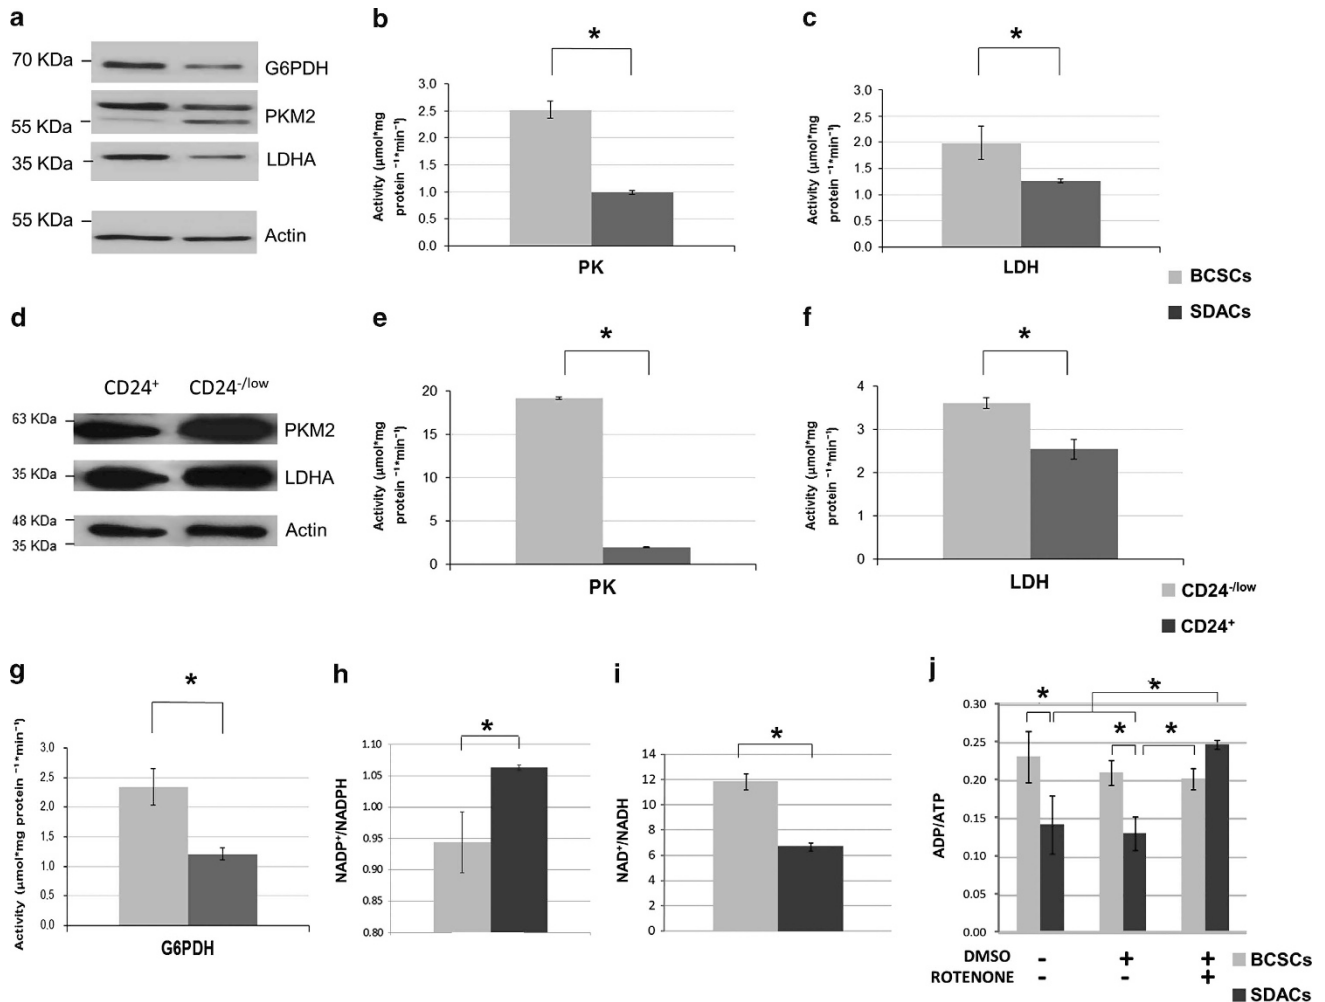 a
70 KDa
G6PDH
PKM2
55 KDa
35 KDa
LDHA
55 KDa
Actin
b
*
3.0
2.5
2.0
1.5
1.0
0.5
0.0
Activity (µmol*mg
protein ⁻¹*min⁻¹)
PK
c
*
3.0
2.5
2.0
1.5
1.0
0.5
0.0
Activity (µmol*mg
protein ⁻¹*min⁻¹)
LDH
BCSCs
SDACs
d
CD24⁺ CD24⁻/ˡᵒʷ
63 KDa
PKM2
35 KDa
LDHA
48 KDa
Actin
35 KDa
e
*
20
15
10
5
0
Activity (µmol*mg
protein ⁻¹*min⁻¹)
PK
f
*
4
3
2
1
0
Activity (µmol*mg
protein ⁻¹*min⁻¹)
LDH
CD24⁻/ˡᵒʷ
CD24⁺
g
*
3.0
2.5
2.0
1.5
1.0
0.5
0.0
Activity (µmol*mg protein ⁻¹*min⁻¹)
G6PDH
h
*
1.10
1.05
1.00
0.95
0.90
0.85
0.80
NADP⁺/NADPH
i
*
14
12
10
8
6
4
2
0
NAD⁺/NADH
j
* *
* *
0.30
0.25
0.20
0.15
0.10
0.05
0.00
ADP/ATP
DMSO - + +
ROTENONE - - +
BCSCs
SDACs